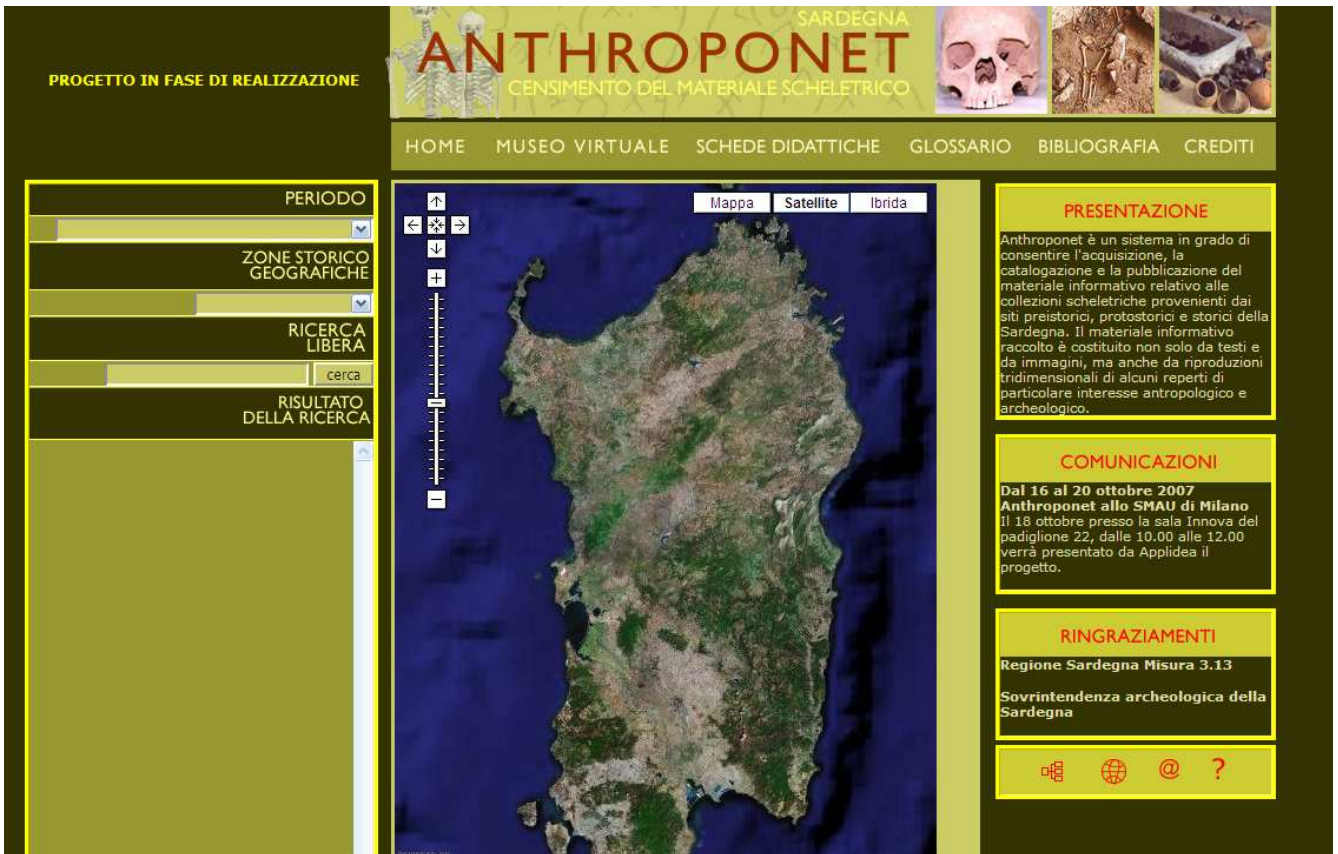 PROGETTO IN FASE DI REALIZZAZIONE
SARDEGNA
ANTHROPONET
CENSIMENTO DEL MATERIALE SCHELETRICO
HOME MUSEO VIRTUALE SCHEDE DIDATTICHE GLOSSARIO BIBLIOGRAFIA CREDITI
PERIODO
ZONE STORICO
GEOGRAFICHE
RICERCA
LIBERA
cerca
RISULTATO
DELLA RICERCA
Mappa Satellite Ibrida
PRESENTAZIONE
Anthroponet è un sistema in grado di
consentire l'acquisizione, la
catalogazione e la pubblicazione del
materiale informativo relativo alle
collezioni scheletriche provenienti dai
siti preistorici, protostorici e storici della
Sardegna. Il materiale informativo
raccolto è costituito non solo da testi e
da immagini, ma anche da riproduzioni
tridimensionali di alcuni reperti di
particolare interesse antropologico e
archeologico.
COMUNICAZIONI
Dal 16 al 20 ottobre 2007
Anthroponet allo SMAU di Milano
Il 18 ottobre presso la sala Innova del
padiglione 22, dalle 10.00 alle 12.00
verrà presentato da Applidea il
progetto.
RINGRAZIAMENTI
Regione Sardegna Misura 3.13
Sovrintendenza archeologica della
Sardegna
@ ?